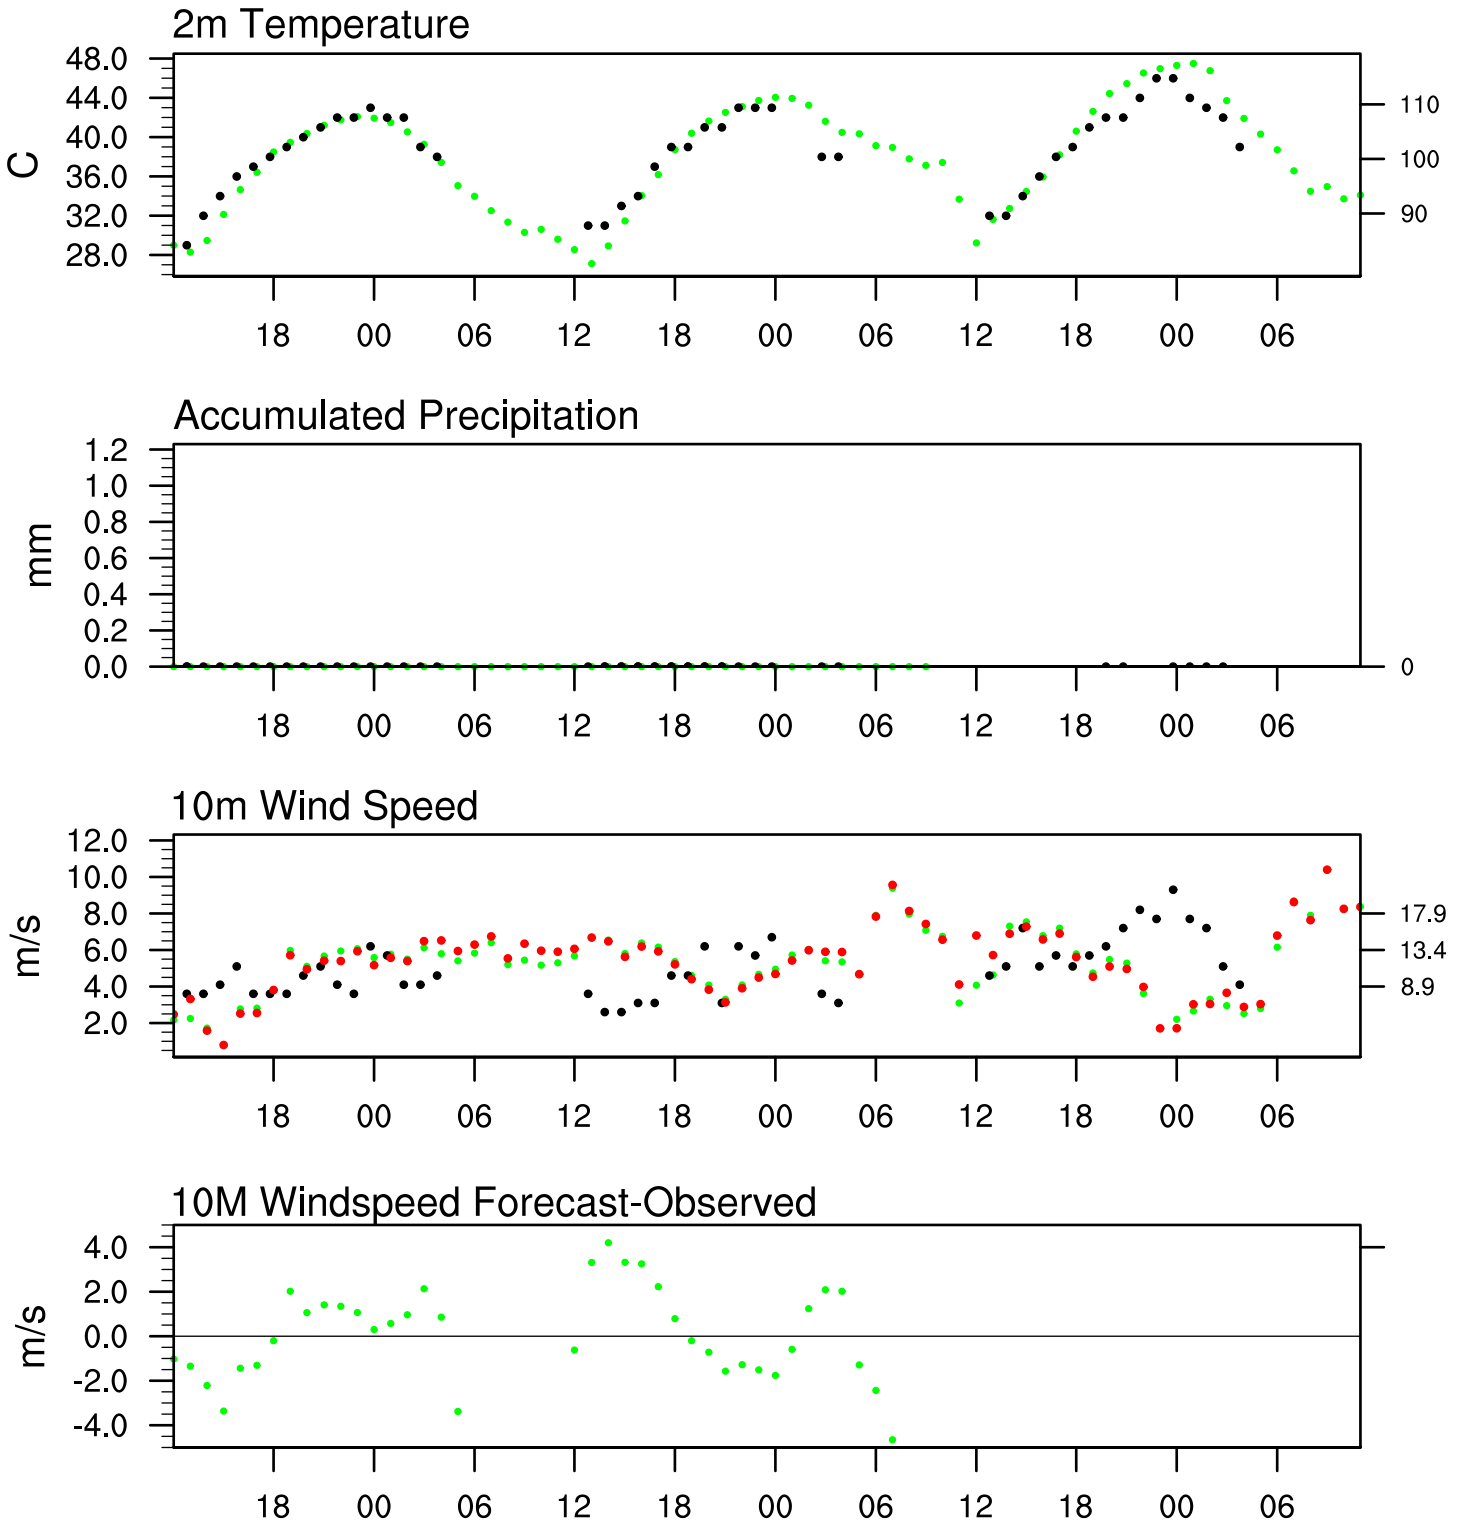 2m Temperature
48.0
44.0
40.0
36.0
32.0
28.0
C
110
100
90
18 00 06 12 18 00 06 12 18 00 06
Accumulated Precipitation
1.2
1.0
0.8
0.6
0.4
0.2
0.0
mm
0
18 00 06 12 18 00 06 12 18 00 06
10m Wind Speed
12.0
10.0
8.0
6.0
4.0
2.0
m/s
17.9
13.4
8.9
18 00 06 12 18 00 06 12 18 00 06
10M Windspeed Forecast-Observed
4.0
2.0
0.0
-2.0
-4.0
m/s
18 00 06 12 18 00 06 12 18 00 06